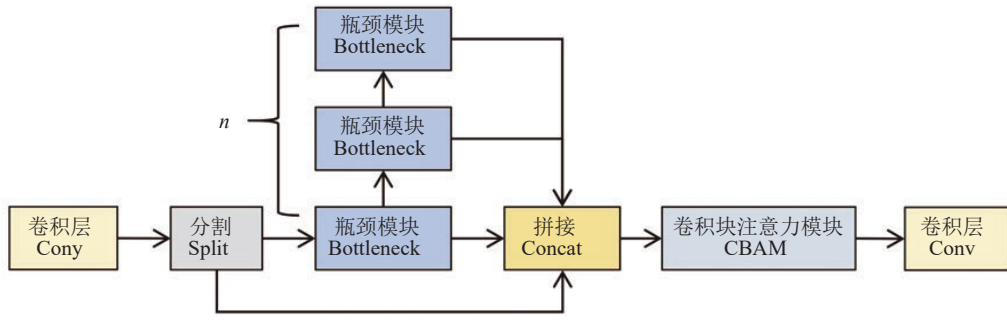 瓶颈模块
Bottleneck
n
瓶颈模块
Bottleneck
卷积层
Cony
分割
Split
瓶颈模块
Bottleneck
拼接
Concat
卷积块注意力模块
CBAM
卷积层
Conv